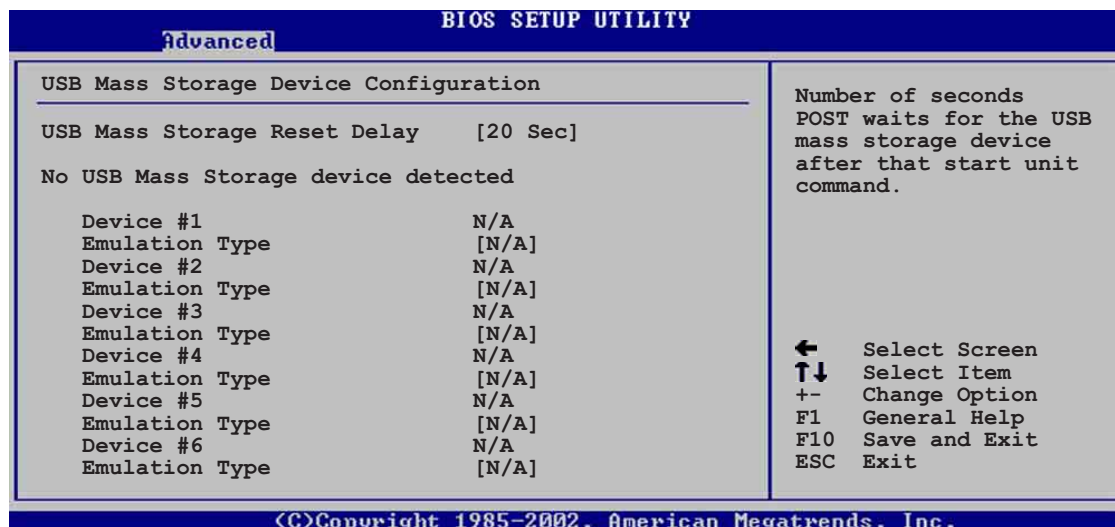 BIOS SETUP UTILITY
Advanced
USB Mass Storage Device Configuration
USB Mass Storage Reset Delay [20 Sec]
No USB Mass Storage device detected
Device #1 N/A
Emulation Type [N/A]
Device #2 N/A
Emulation Type [N/A]
Device #3 N/A
Emulation Type [N/A]
Device #4 N/A
Emulation Type [N/A]
Device #5 N/A
Emulation Type [N/A]
Device #6 N/A
Emulation Type [N/A]
Number of seconds
POST waits for the USB
mass storage device
after that start unit
command.
← Select Screen
↑↓ Select Item
+- Change Option
F1 General Help
F10 Save and Exit
ESC Exit
(C)Copyright 1985-2002, American Megatrends, Inc.